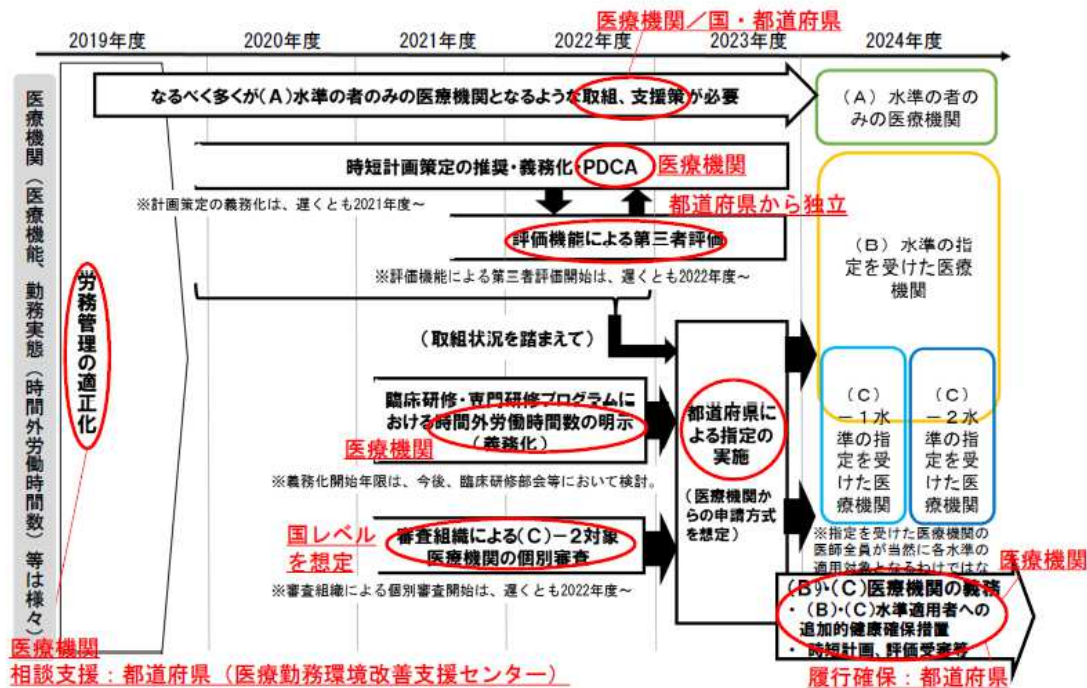 医療機関／国・都道府県
2019年度
2020年度
2021年度
2022年度
2023年度
2024年度
医療機関（医療機能、勤務実態（時間外労働時間数）等は様々）
労務管理の適正化
なるべく多くが(A)水準の者のみの医療機関となるような取組、支援策が必要
（A）水準の者の
みの医療機関
時短計画策定の推奨・義務化・PDCA
医療機関
※計画策定の義務化は、遅くとも2021年度～
都道府県から独立
評価機能による第三者評価
※評価機能による第三者評価開始は、遅くとも2022年度～
（B）水準の指
定を受けた医療
機関
（取組状況を踏まえて）
臨床研修・専門研修プログラムに
おける時間外労働時間数の明示
（義務化）
医療機関
※義務化開始年限は、今後、臨床研修部会等において検討。
都道府県に
よる指定の
実施
（医療機関か
らの申請方式
を想定）
（C）
－1水
準の指
定を受
けた医
療機関
（C）
－2水
準の指
定を受
けた医
療機関
国レベル
を想定
審査組織による(C)－2対象
医療機関の個別審査
※審査組織による個別審査開始は、遅くとも2022年度～
※指定を受けた医療機関の
医師全員が当然に各水準の
適用対象となるわけではな
医療機関
(B)・(C)医療機関の義務
・(B)・(C)水準適用者への
追加的健康確保措置
・時短計画、評価受審等
履行確保：都道府県
医療機関
相談支援：都道府県（医療勤務環境改善支援センター）